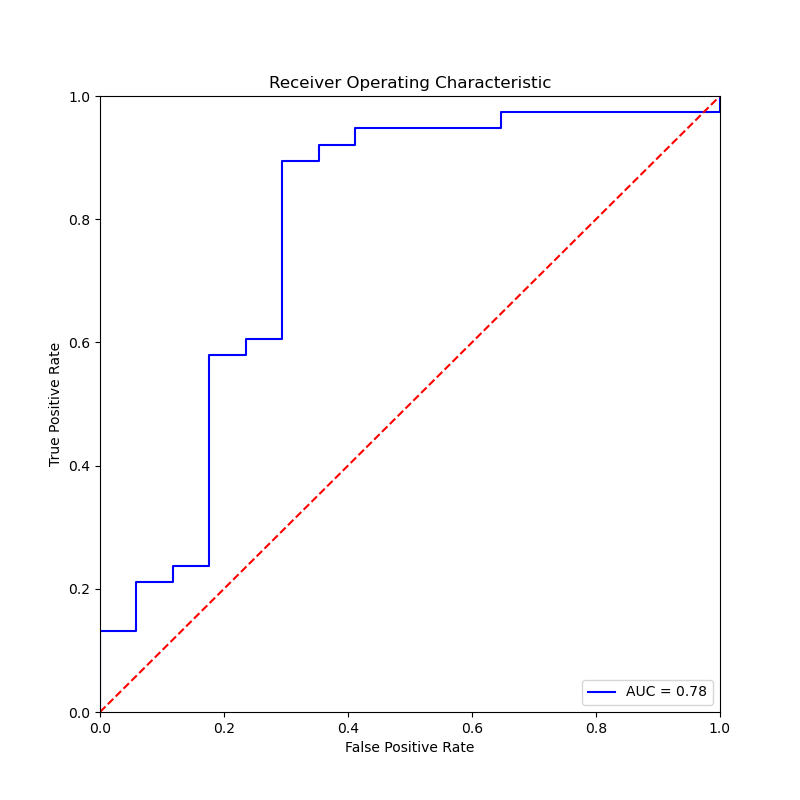 Receiver Operating Characteristic
True Positive Rate
1.0
0.8
0.6
0.4
0.2
0.0
AUC = 0.78
0.0 0.2 0.4 0.6 0.8 1.0
False Positive Rate